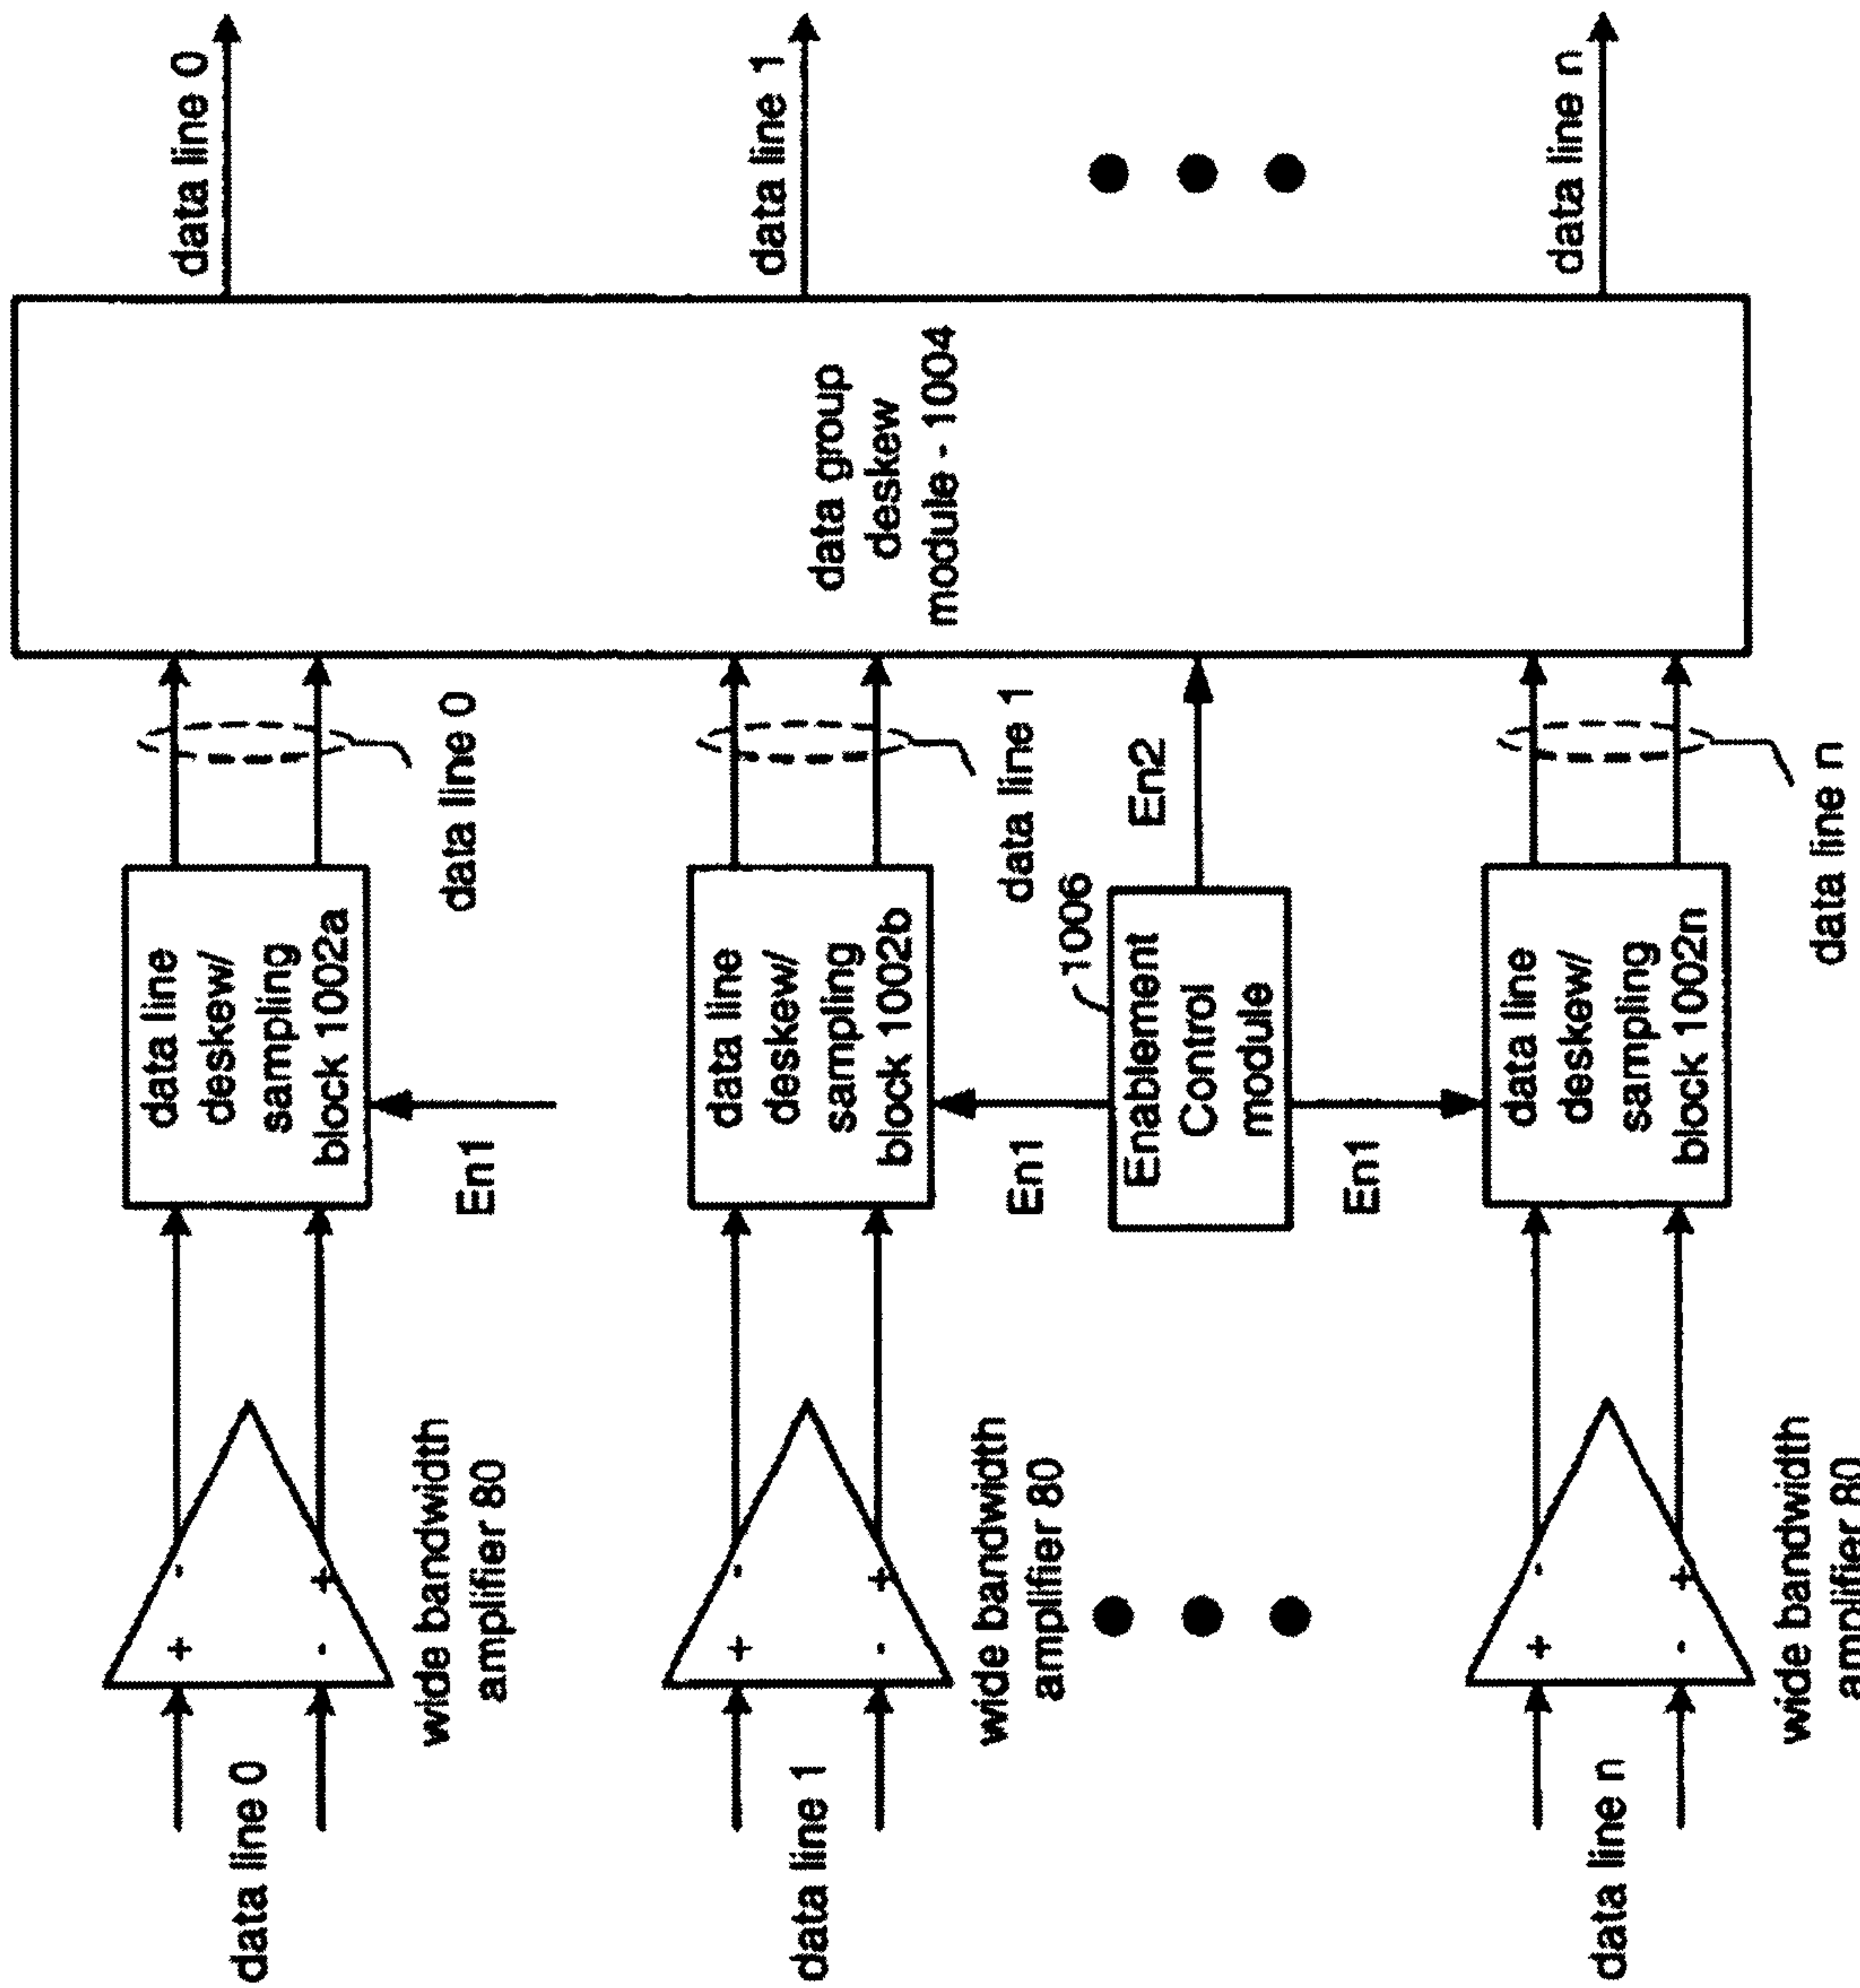 data line 0
data line 1
data line n
data group
deskew
module - 1004
data line 0
data line 1
En2
data line n
data line
deskew/
sampling
block 1002a
En1
data line
deskew/
sampling
block 1002b
En1
1006
Enablement
Control
module
En1
data line
deskew/
sampling
block 1002n
+
-
-
+
wide bandwidth
amplifier 80
+
-
-
+
wide bandwidth
amplifier 80
+
-
-
+
wide bandwidth
amplifier 80
data line 0
data line 1
data line n